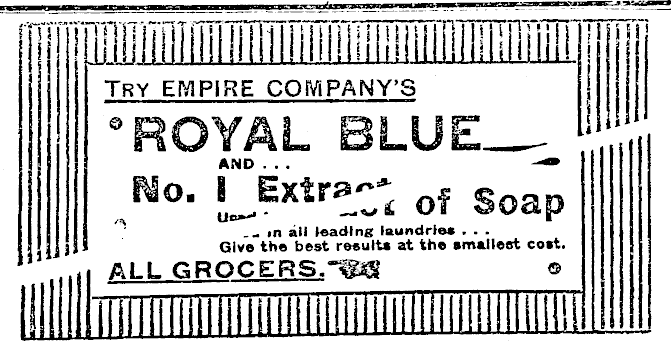 TRY EMPIRE COMPANY'S
ROYAL BLUE
AND . . .
No. 1 Extract of Soap
Used in all leading laundries . . .
Give the best results at the smallest cost.
ALL GROCERS.